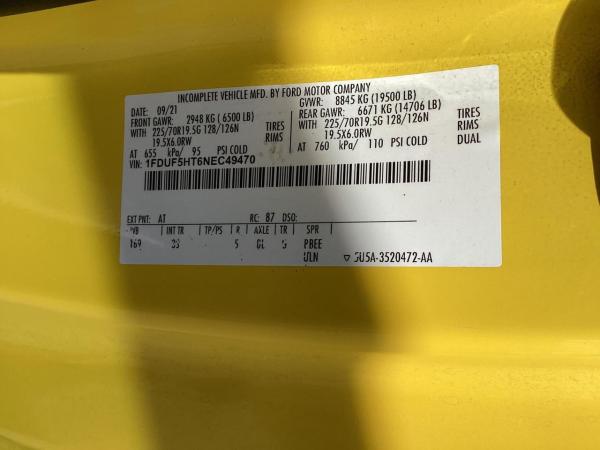 INCOMPLETE VEHICLE MFD. BY FORD MOTOR COMPANY
DATE: 09/21 GVWR: 8845 KG (19500 LB)
FRONT GAWR: 2948 KG (6500 LB) REAR GAWR: 6671 KG (14706 LB)
WITH 225/70R19.5G 128/126N TIRES WITH 225/70R19.5G 128/126N TIRES
19.5X6.0RW RIMS 19.5X6.0RW RIMS
AT 655 kPa/ 95 PSI COLD AT 760 kPa/ 110 PSI COLD DUAL
VIN: 1FDUF5HT6NEC49470
EXT PNT: AT RC: 87 DSO:
WB INT TR TP/PS R AXLE TR SPR
169 5 5 PBEE
ULN 5U5A-3520472-AA